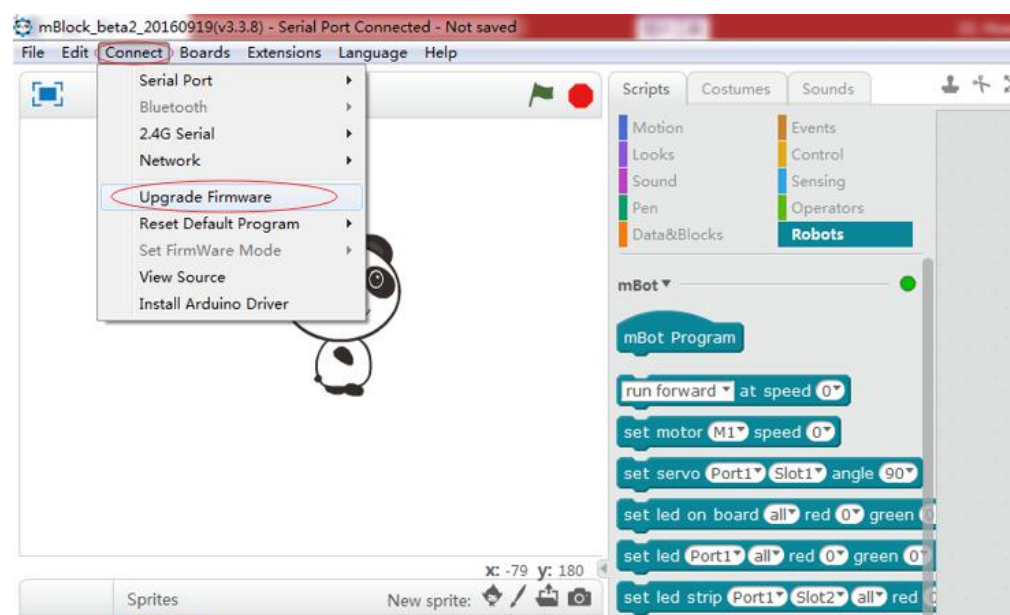 mBlock_beta2_20160919(v3.3.8) - Serial Port Connected - Not saved
File Edit Connect Boards Extensions Language Help
Serial Port
Bluetooth
2.4G Serial
Network
Upgrade Firmware
Reset Default Program
Set FirmWare Mode
View Source
Install Arduino Driver
Scripts Costumes Sounds
Motion Events
Looks Control
Sound Sensing
Pen Operators
Data&Blocks Robots
mBot
mBot Program
run forward at speed 0
set motor M1 speed 0
set servo Port1 Slot1 angle 90
set led on board all red 0 green 0
set led Port1 all red 0 green 0
set led strip Port1 Slot2 all red
x: -79 y: 180
Sprites New sprite: